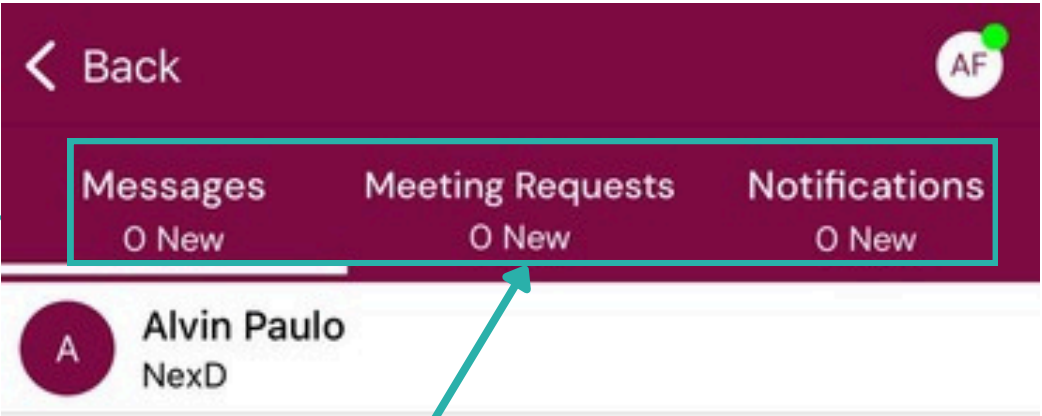 Back
AF
Messages Meeting Requests Notifications
0 New 0 New 0 New
A
Alvin Paulo
NexD